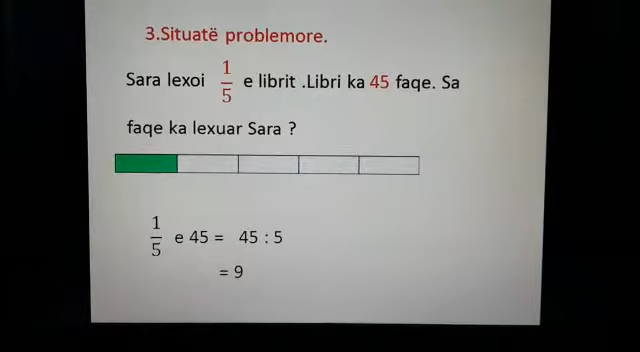 3.Situatë problemore.
Sara lexoi 1/5 e librit .Libri ka 45 faqe. Sa
faqe ka lexuar Sara ?
1/5 e 45 = 45 : 5
= 9